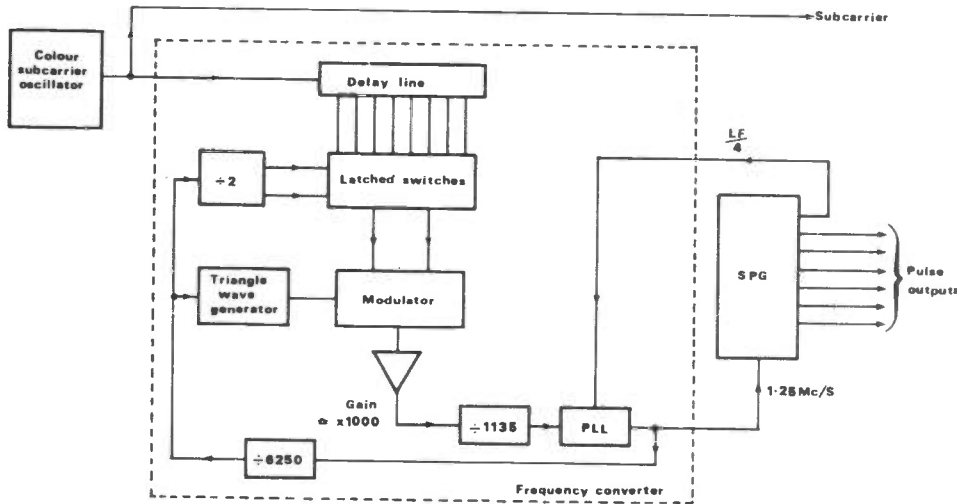 Subcarrier
Colour
subcarrier
oscillator
Delay line
LF
4
÷2
Latched switches
SPG
Pulse
outputs
Triangle
wave
generator
Modulator
1·25Mc/S
Gain
≏ x1000
÷1135
PLL
÷6250
Frequency converter